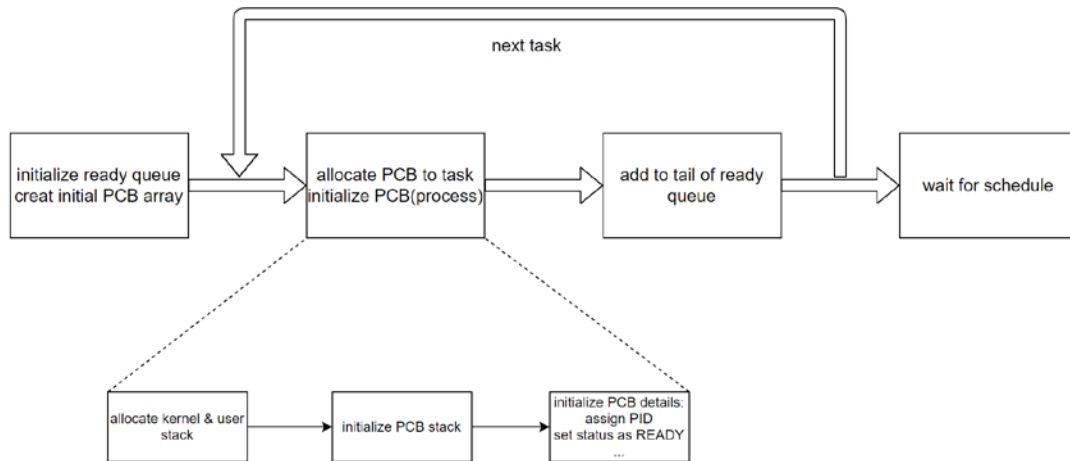 next task
initialize ready queue
creat initial PCB array
allocate PCB to task
initialize PCB(process)
add to tail of ready
queue
wait for schedule
allocate kernel & user
stack
initialize PCB stack
initialize PCB details:
assign PID
set status as READY
...